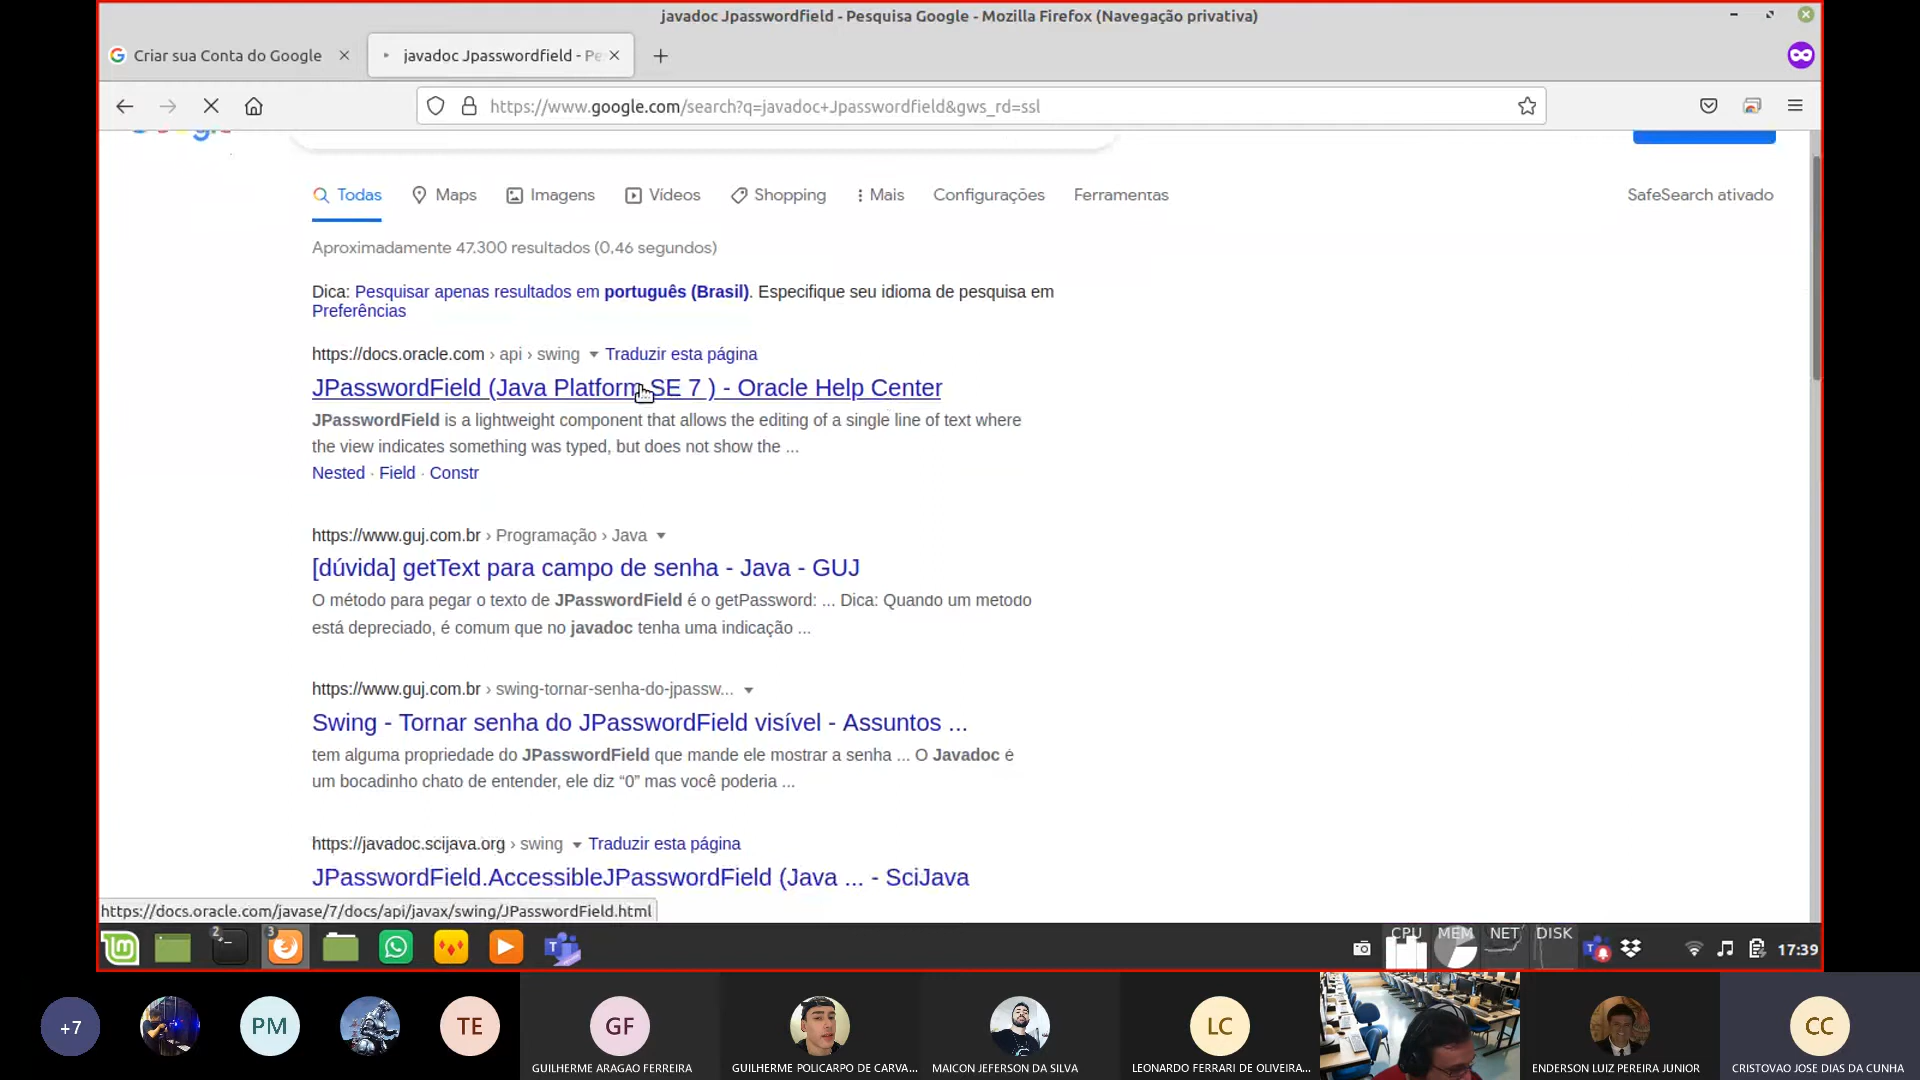 javadoc Jpasswordfield - Pesquisa Google - Mozilla Firefox (Navegação privativa)
Criar sua Conta do Google
javadoc Jpasswordfield - Pe
https://www.google.com/search?q=javadoc+Jpasswordfield&gws_rd=ssl
Todas Maps Imagens Vídeos Shopping Mais Configurações Ferramentas SafeSearch ativado
Aproximadamente 47.300 resultados (0,46 segundos)
Dica: Pesquisar apenas resultados em português (Brasil). Especifique seu idioma de pesquisa em
Preferências
https://docs.oracle.com › api › swing Traduzir esta página
JPasswordField (Java Platform SE 7 ) - Oracle Help Center
JPasswordField is a lightweight component that allows the editing of a single line of text where
the view indicates something was typed, but does not show the ...
Nested · Field · Constr
https://www.guj.com.br › Programação › Java
[dúvida] getText para campo de senha - Java - GUJ
O método para pegar o texto de JPasswordField é o getPassword: ... Dica: Quando um metodo
está depreciado, é comum que no javadoc tenha uma indicação ...
https://www.guj.com.br › swing-tornar-senha-do-jpassw...
Swing - Tornar senha do JPasswordField visível - Assuntos ...
tem alguma propriedade do JPasswordField que mande ele mostrar a senha ... O Javadoc é
um bocadinho chato de entender, ele diz “0” mas você poderia ...
https://javadoc.scijava.org › swing Traduzir esta página
JPasswordField.AccessibleJPasswordField (Java ... - SciJava
https://docs.oracle.com/javase/7/docs/api/javax/swing/JPasswordField.html
2 3 CPU MEM NET DISK 17:39
+7 PM TE GF LC CC
GUILHERME ARAGAO FERREIRA GUILHERME POLICARPO DE CARVA... MAICON JEFERSON DA SILVA LEONARDO FERRARI DE OLIVEIRA... ENDERSON LUIZ PEREIRA JUNIOR CRISTOVAO JOSE DIAS DA CUNHA